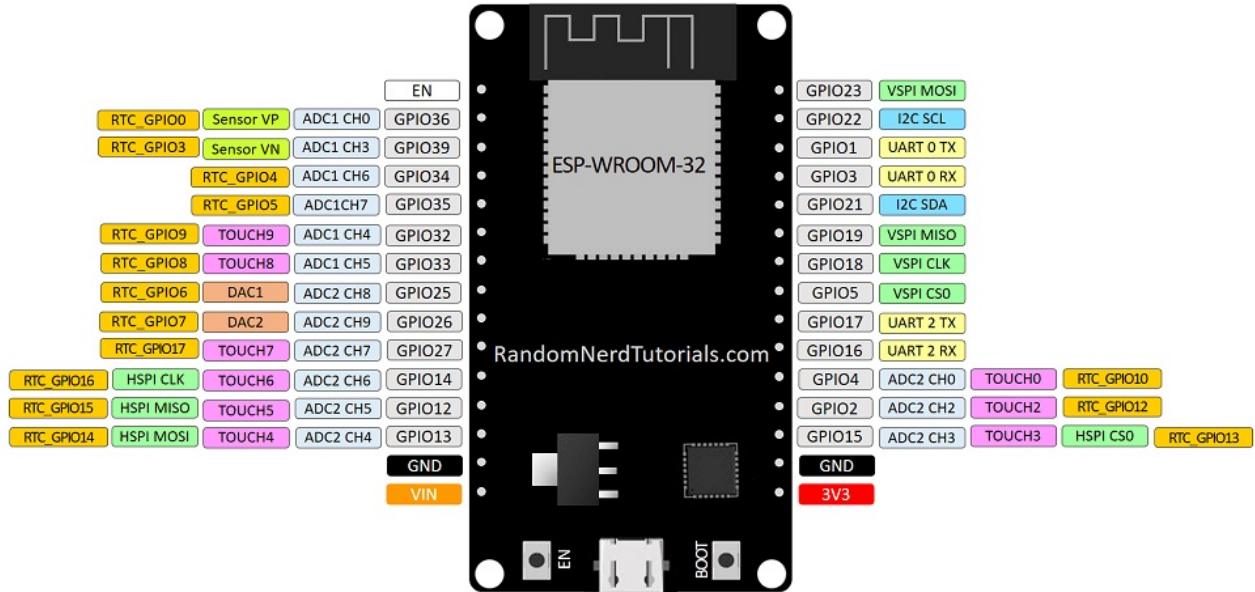 EN GPIO23 VSPI MOSI
RTC_GPIO0 Sensor VP ADC1 CH0 GPIO36 GPIO22 I2C SCL
RTC_GPIO3 Sensor VN ADC1 CH3 GPIO39 GPIO1 UART 0 TX
RTC_GPIO4 ADC1 CH6 GPIO34 ESP-WROOM-32 GPIO3 UART 0 RX
RTC_GPIO5 ADC1CH7 GPIO35 GPIO21 I2C SDA
RTC_GPIO9 TOUCH9 ADC1 CH4 GPIO32 GPIO19 VSPI MISO
RTC_GPIO8 TOUCH8 ADC1 CH5 GPIO33 GPIO18 VSPI CLK
RTC_GPIO6 DAC1 ADC2 CH8 GPIO25 GPIO5 VSPI CS0
RTC_GPIO7 DAC2 ADC2 CH9 GPIO26 GPIO17 UART 2 TX
RTC_GPIO17 TOUCH7 ADC2 CH7 GPIO27 RandomNerdTutorials.com GPIO16 UART 2 RX
RTC_GPIO16 HSPI CLK TOUCH6 ADC2 CH6 GPIO14 GPIO4 ADC2 CH0 TOUCH0 RTC_GPIO10
RTC_GPIO15 HSPI MISO TOUCH5 ADC2 CH5 GPIO12 GPIO2 ADC2 CH2 TOUCH2 RTC_GPIO12
RTC_GPIO14 HSPI MOSI TOUCH4 ADC2 CH4 GPIO13 GPIO15 ADC2 CH3 TOUCH3 HSPI CS0 RTC_GPIO13
GND GND
VIN 3V3
EN BOOT